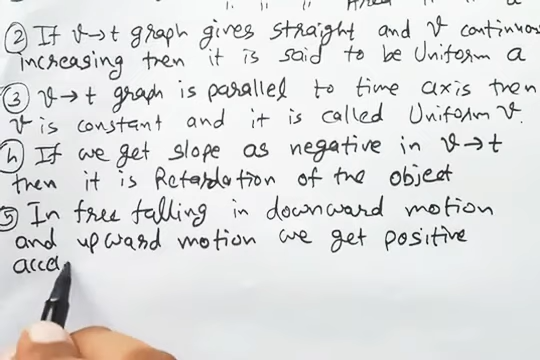 ② If v→t graph gives straight and v continuous
increasing then it is said to be Uniform a
③ v→t graph is parallel to time axis then
v is constant and it is called Uniform v.
④ If we get slope as negative in v→t
then it is Retardation of the object
⑤ In free falling in downward motion
and upward motion we get positive
acce